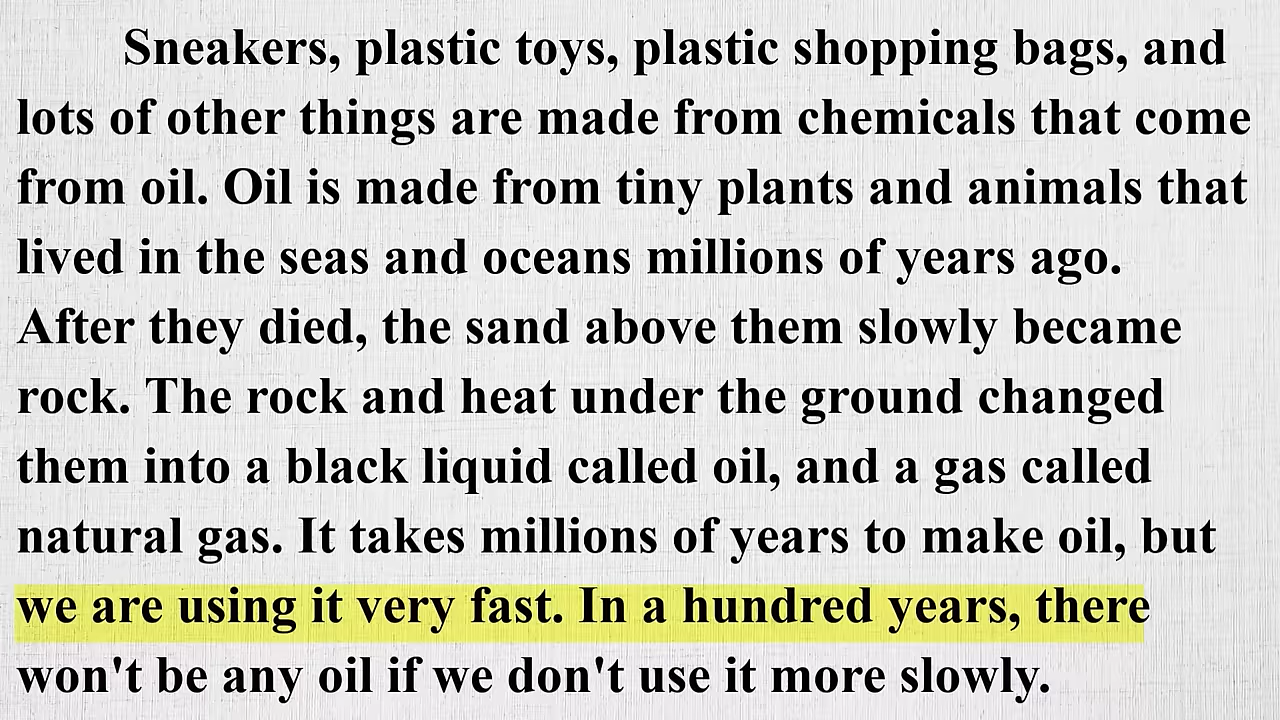 Sneakers, plastic toys, plastic shopping bags, and
lots of other things are made from chemicals that come
from oil. Oil is made from tiny plants and animals that
lived in the seas and oceans millions of years ago.
After they died, the sand above them slowly became
rock. The rock and heat under the ground changed
them into a black liquid called oil, and a gas called
natural gas. It takes millions of years to make oil, but
we are using it very fast. In a hundred years, there
won't be any oil if we don't use it more slowly.